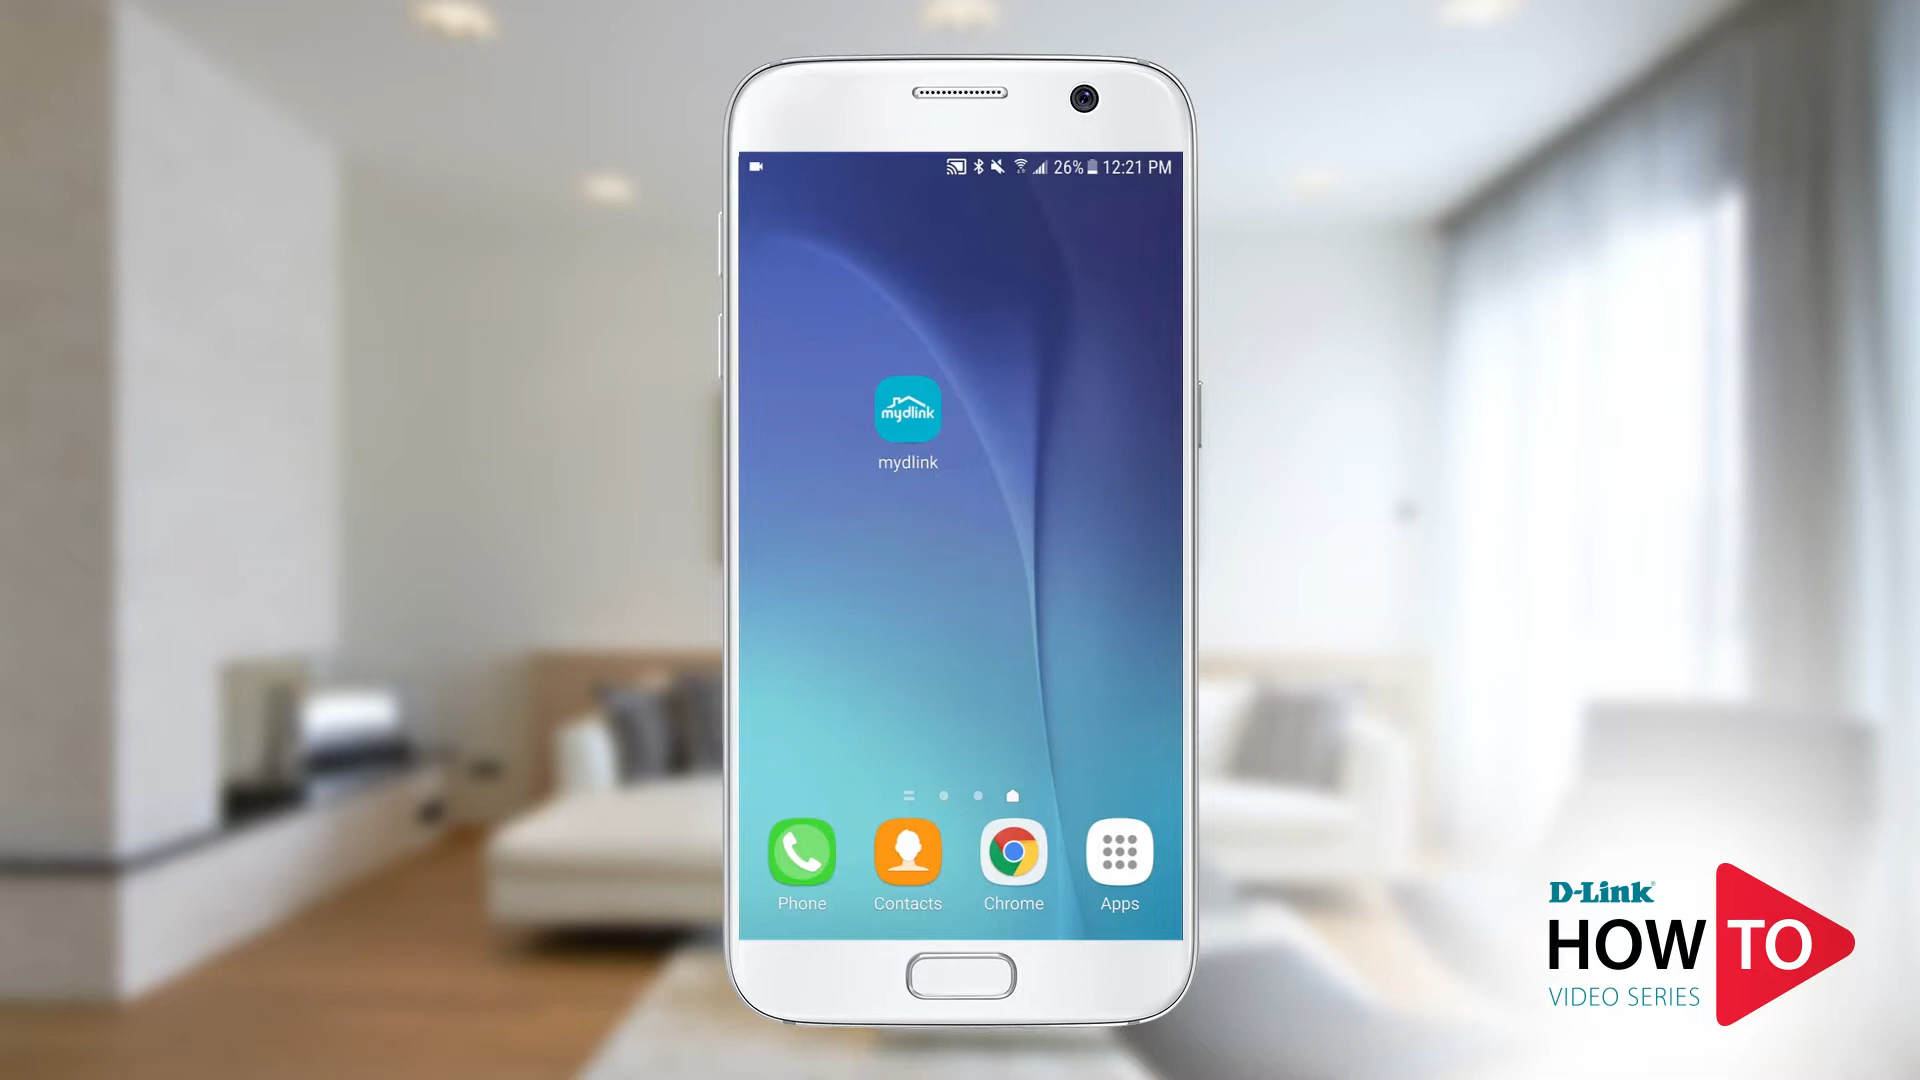 26% 12:21 PM
mydlink
mydlink
Phone
Contacts
Chrome
Apps
D-Link®
HOW TO
VIDEO SERIES